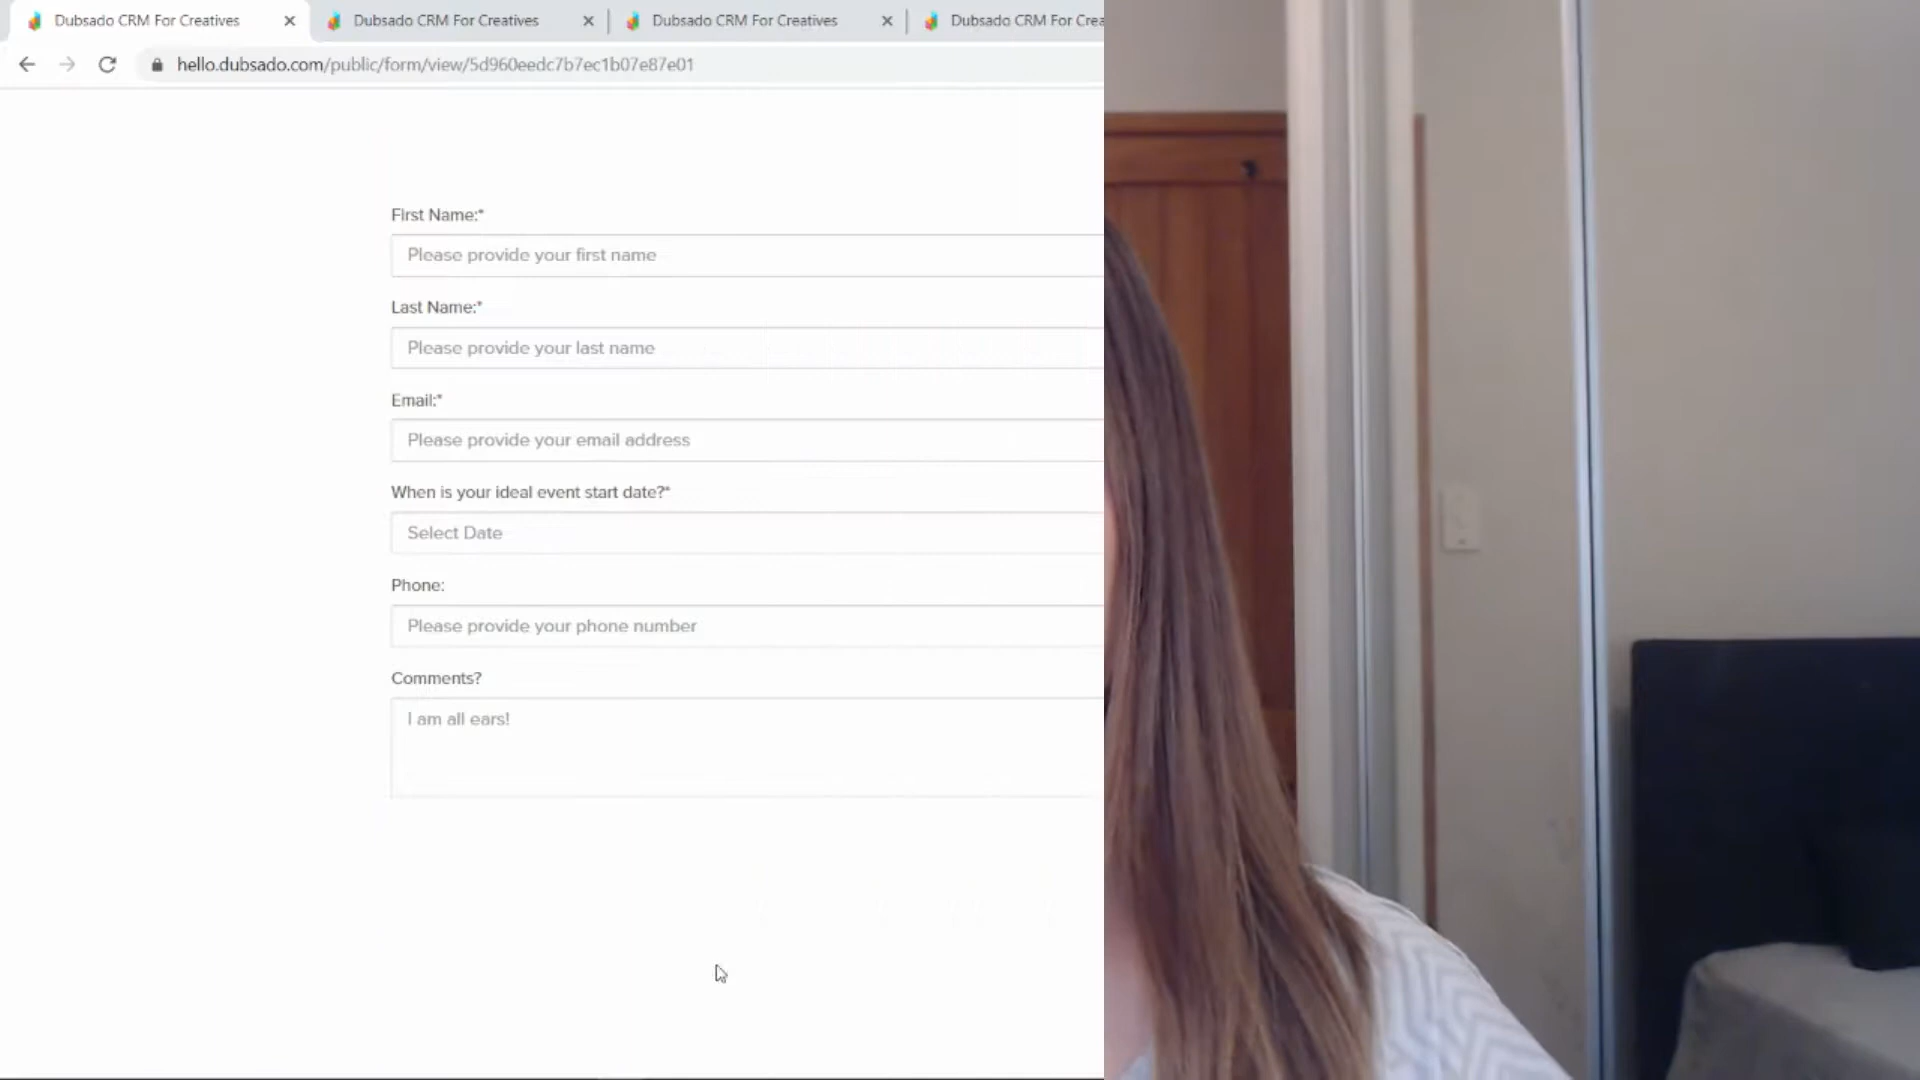 Dubsado CRM For Creatives
Dubsado CRM For Creatives
Dubsado CRM For Creatives
Dubsado CRM For Crea
hello.dubsado.com/public/form/view/5d960eedc7b7ec1b07e87e01
First Name:*
Please provide your first name
Last Name:*
Please provide your last name
Email:*
Please provide your email address
When is your ideal event start date?*
Select Date
Phone:
Please provide your phone number
Comments?
I am all ears!